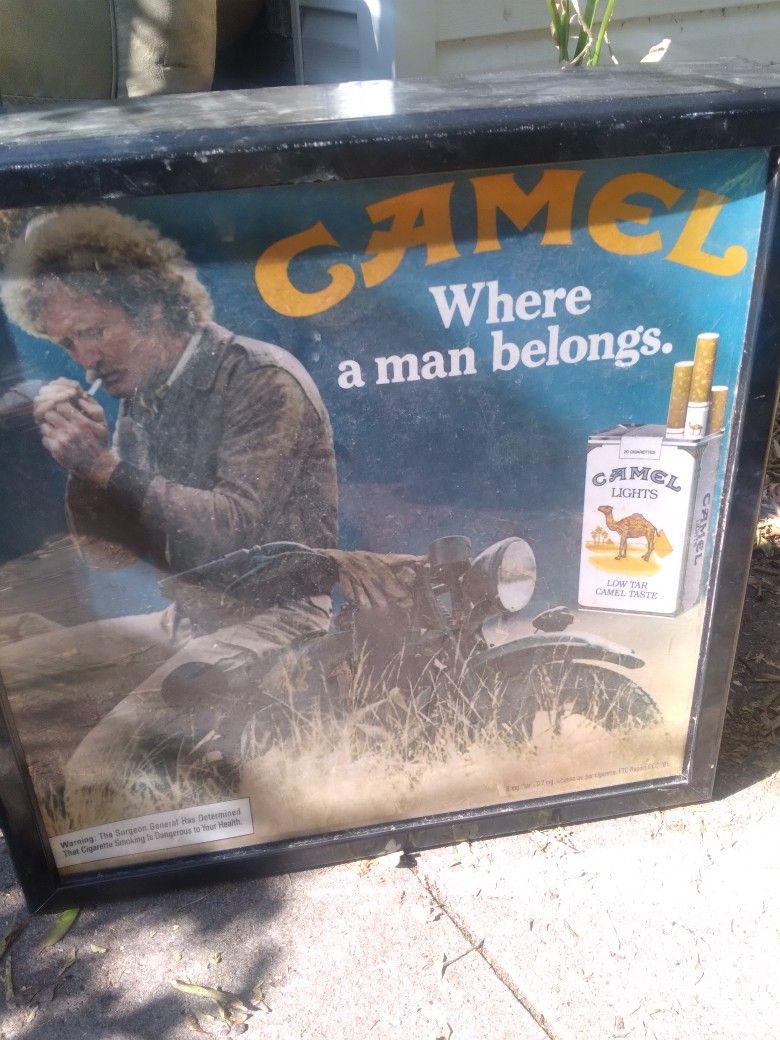 CAMEL
Where
a man belongs.
20 CIGARETTES
CAMEL
LIGHTS
LOW TAR
CAMEL TASTE
CAMEL
Warning: The Surgeon General Has Determined
That Cigarette Smoking Is Dangerous to Your Health.